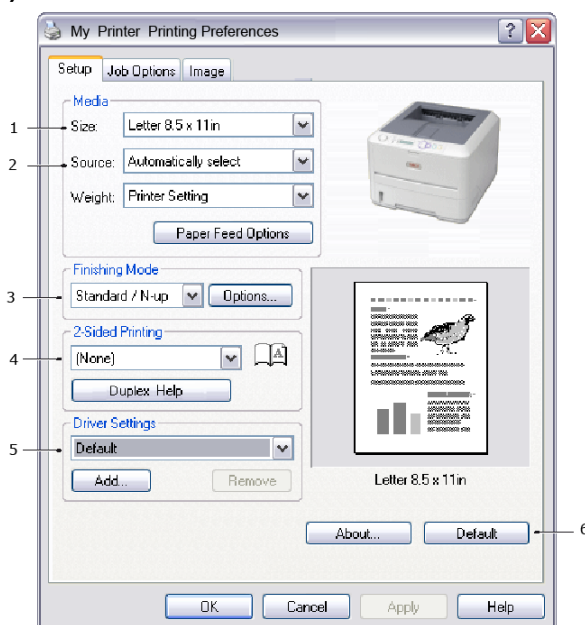 My Printer Printing Preferences
Setup Job Options Image
Media
1 Size: Letter 8.5 x 11in
2 Source: Automatically select
Weight: Printer Setting
Paper Feed Options
Finishing Mode
3 Standard / N-up Options...
2-Sided Printing
4 (None) A
Duplex Help
Driver Settings
5 Default
Add... Remove
Letter 8.5 x 11in
About... Default 6
OK Cancel Apply Help